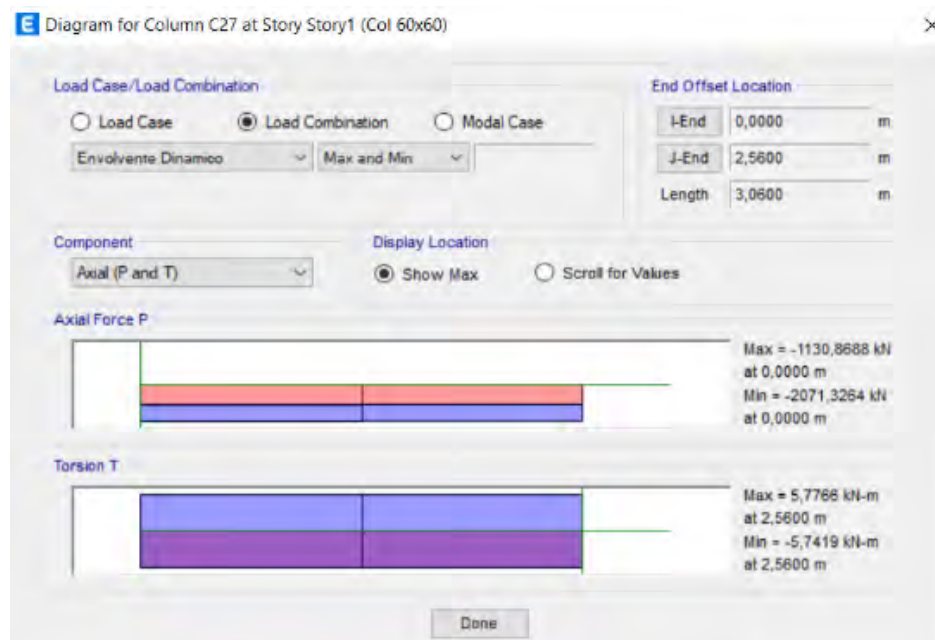 E Diagram for Column C27 at Story Story1 (Col 60x60)
Load Case/Load Combination
Load Case Load Combination Modal Case
Envolvente Dinamico Max and Min
End Offset Location
I-End 0,0000 m
J-End 2,5600 m
Length 3,0600 m
Component
Axial (P and T)
Display Location
Show Max Scroll for Values
Axial Force P
Max = -1130,8688 kN
at 0,0000 m
Min = -2071,3264 kN
at 0,0000 m
Torsion T
Max = 5,7766 kN-m
at 2,5600 m
Min = -5,7419 kN-m
at 2,5600 m
Done